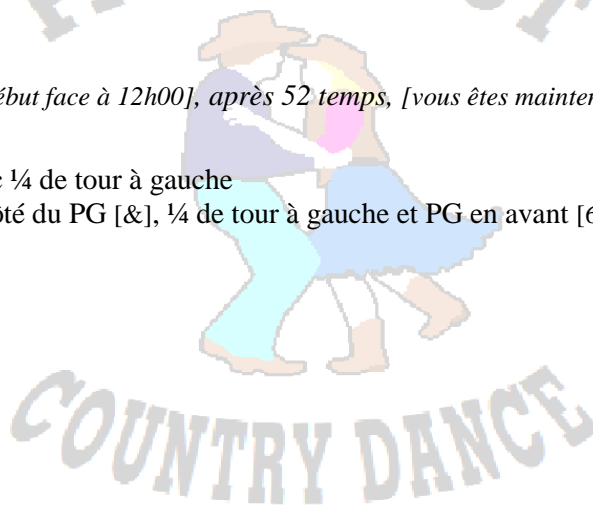 ébut face à 12h00], après 52 temps, [vous êtes mainten
c ¼ de tour à gauche
ôté du PG [&], ¼ de tour à gauche et PG en avant [6
COUNTRY DANCE